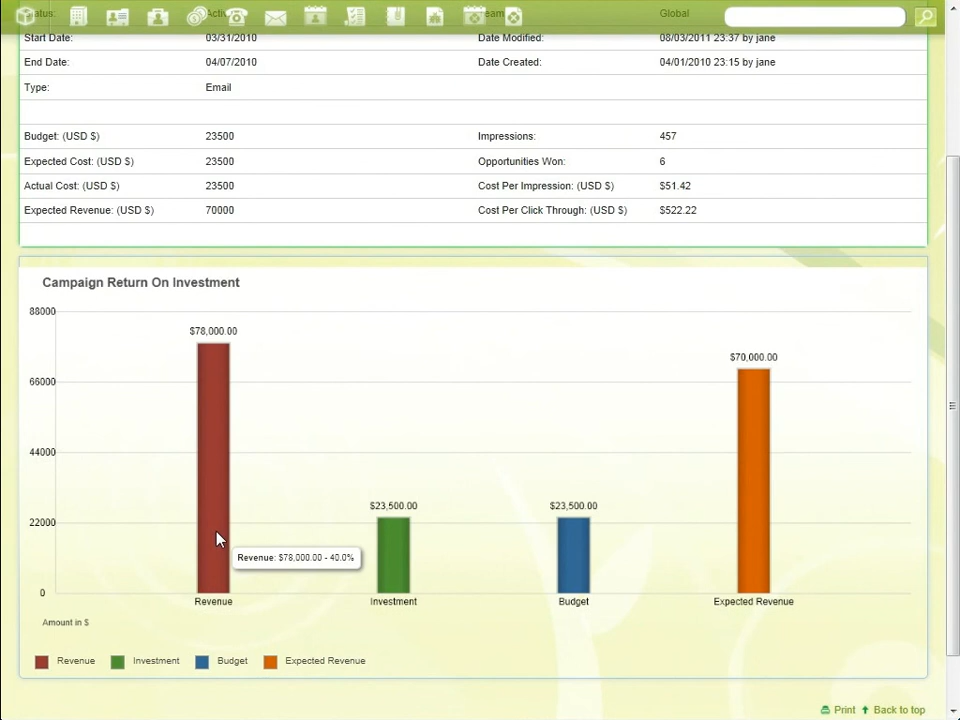 Status: Active Team: Global
Start Date: 03/31/2010 Date Modified: 08/03/2011 23:37 by jane
End Date: 04/07/2010 Date Created: 04/01/2010 23:15 by jane
Type: Email
Budget: (USD $) 23500 Impressions: 457
Expected Cost: (USD $) 23500 Opportunities Won: 6
Actual Cost: (USD $) 23500 Cost Per Impression: (USD $) $51.42
Expected Revenue: (USD $) 70000 Cost Per Click Through: (USD $) $522.22
Campaign Return On Investment
88000
$78,000.00
$70,000.00
66000
44000
$23,500.00 $23,500.00
22000
Revenue: $78,000.00 - 40.0%
0
Revenue Investment Budget Expected Revenue
Amount in $
Revenue Investment Budget Expected Revenue
Print Back to top